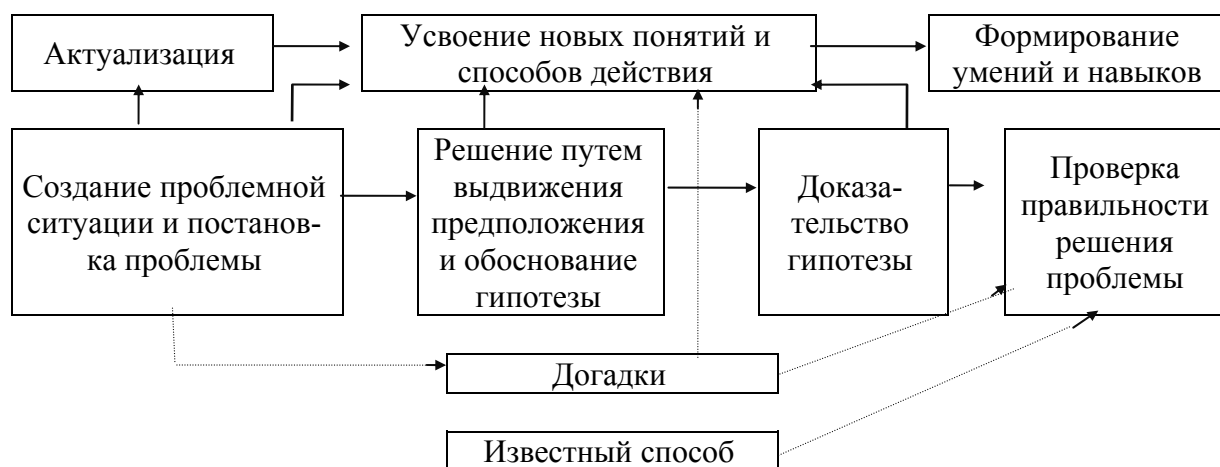 Актуализация
Усвоение новых понятий и
способов действия
Формирование
умений и навыков
Создание проблемной
ситуации и постанов-
ка проблемы
Решение путем
выдвижения
предположения
и обоснование
гипотезы
Доказа-
тельство
гипотезы
Проверка
правильности
решения
проблемы
Догадки
Известный способ